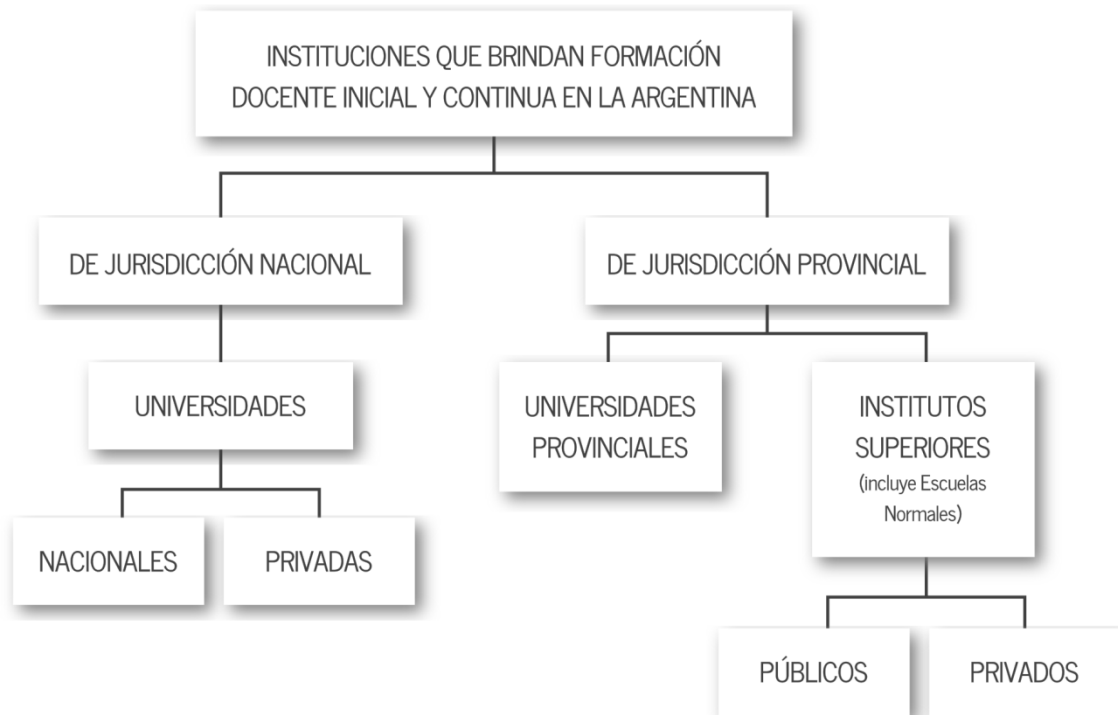 INSTITUCIONES QUE BRINDAN FORMACIÓN
DOCENTE INICIAL Y CONTINUA EN LA ARGENTINA
DE JURISDICCIÓN NACIONAL
DE JURISDICCIÓN PROVINCIAL
UNIVERSIDADES
UNIVERSIDADES
PROVINCIALES
INSTITUTOS
SUPERIORES
(incluye Escuelas
Normales)
NACIONALES
PRIVADAS
PÚBLICOS
PRIVADOS